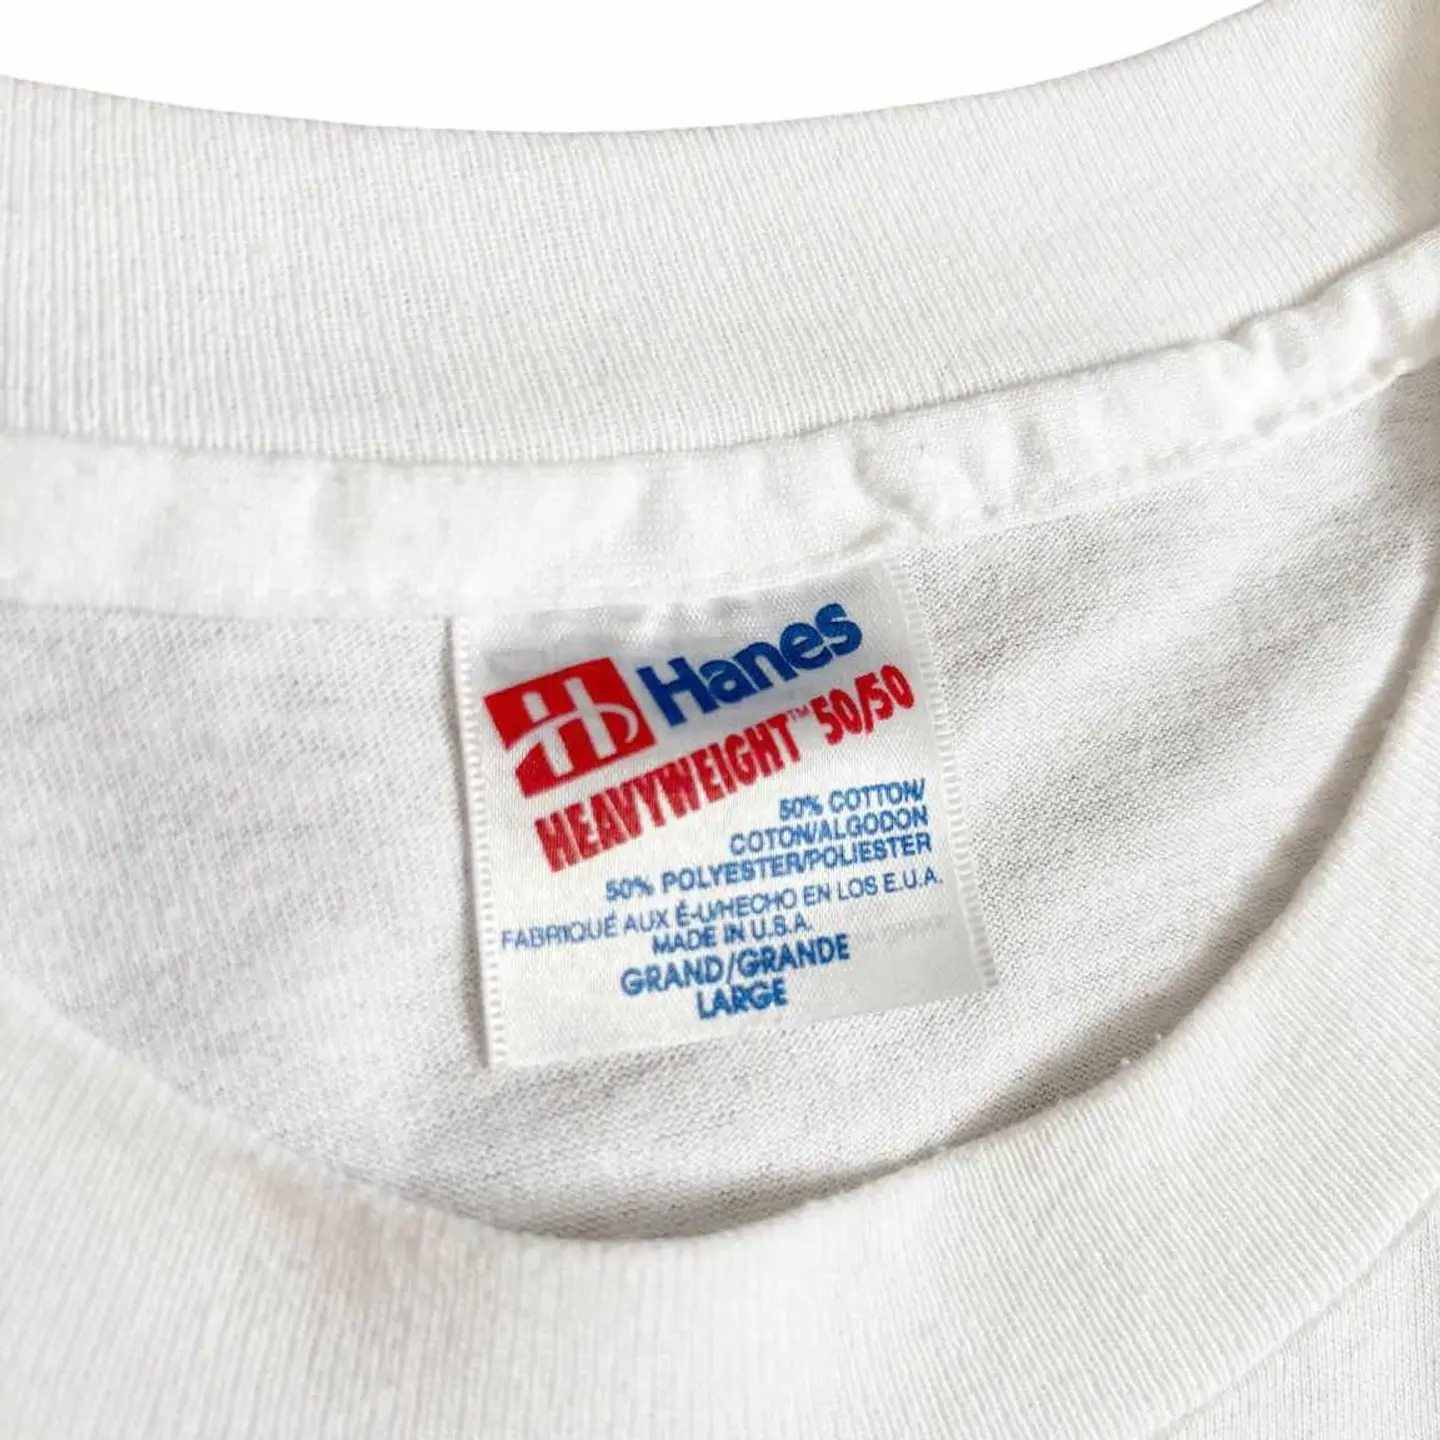 Hanes
HEAVYWEIGHT™ 50/50
50% COTTON/
COTON/ALGODON
50% POLYESTER/POLIESTER
FABRIQUÉ AUX É-U/HECHO EN LOS E.U.A.
MADE IN U.S.A.
GRAND/GRANDE
LARGE